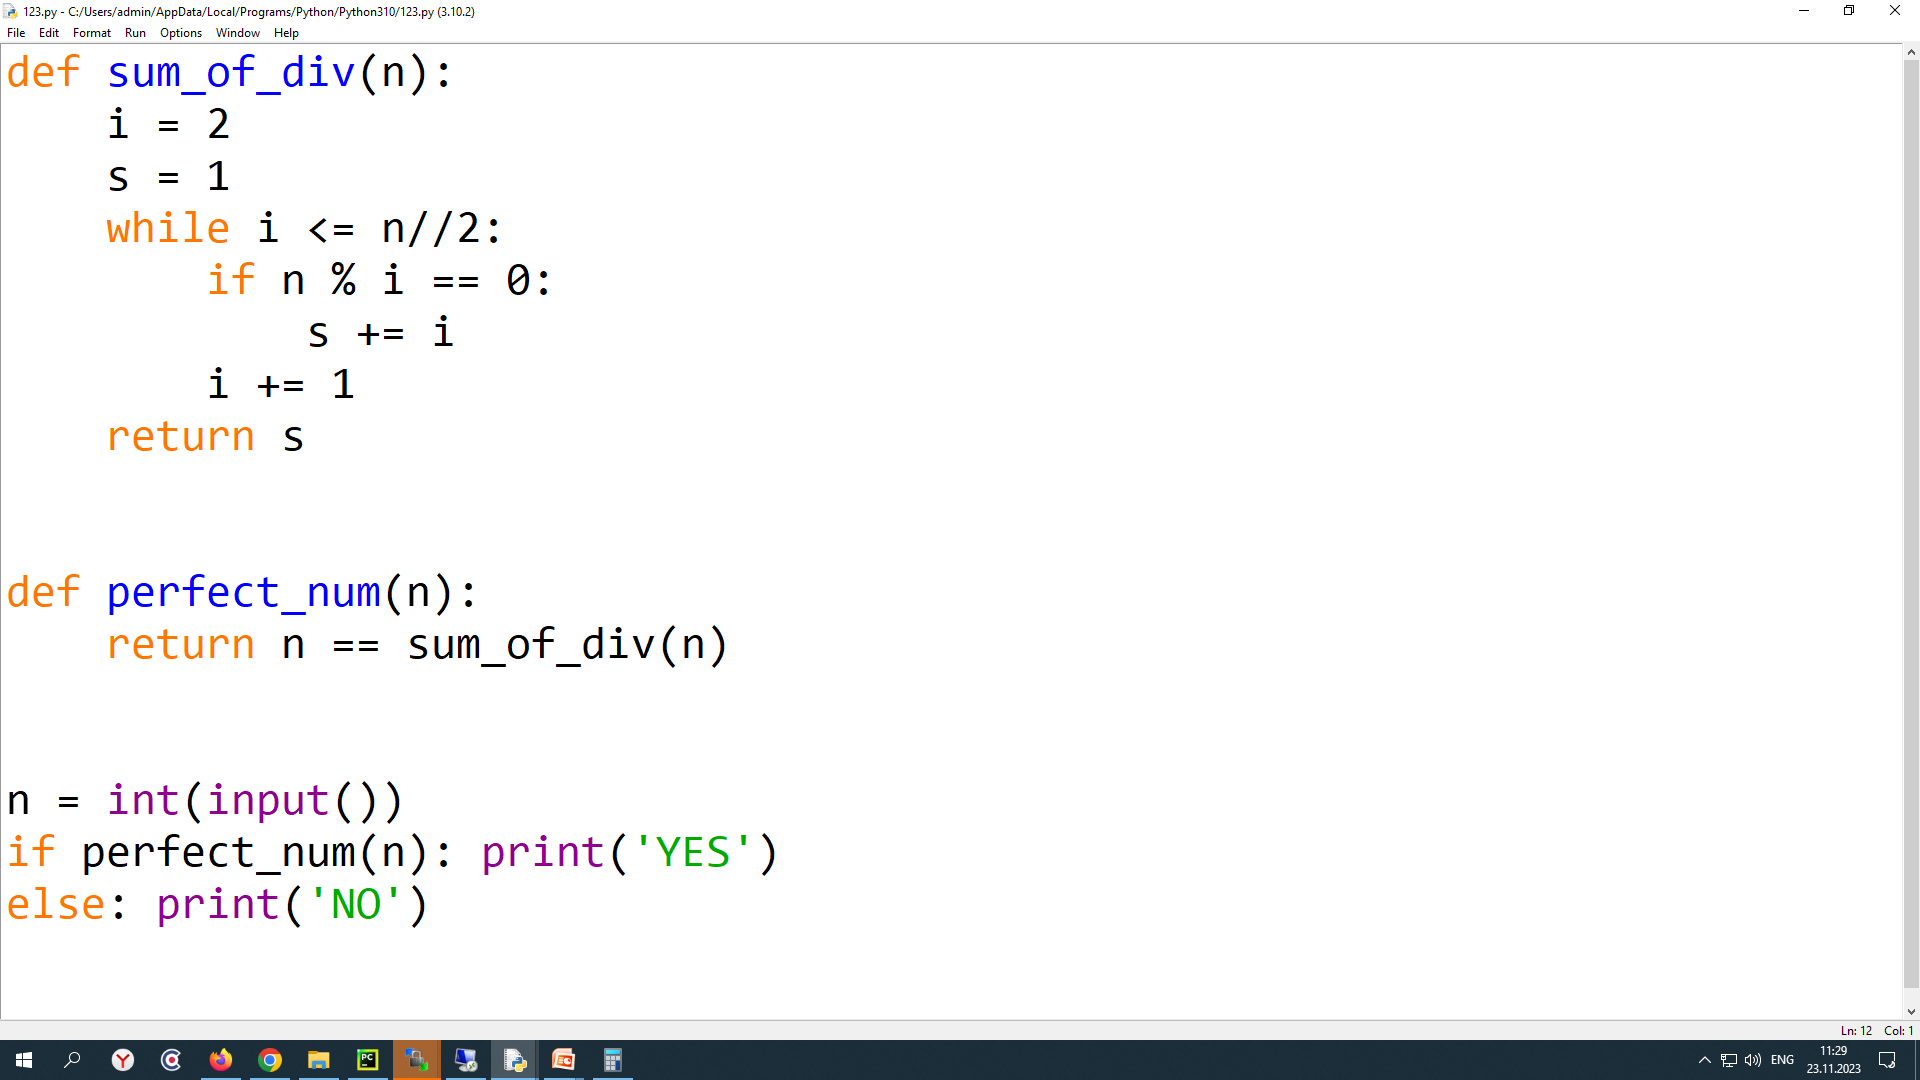 123.py - C:/Users/admin/AppData/Local/Programs/Python/Python310/123.py (3.10.2)
File Edit Format Run Options Window Help
def sum_of_div(n):
    i = 2
    s = 1
    while i <= n//2:
        if n % i == 0:
            s += i
        i += 1
    return s
def perfect_num(n):
    return n == sum_of_div(n)
n = int(input())
if perfect_num(n): print('YES')
else: print('NO')
Ln: 12 Col: 1
Y
PC
ENG
11:29
23.11.2023